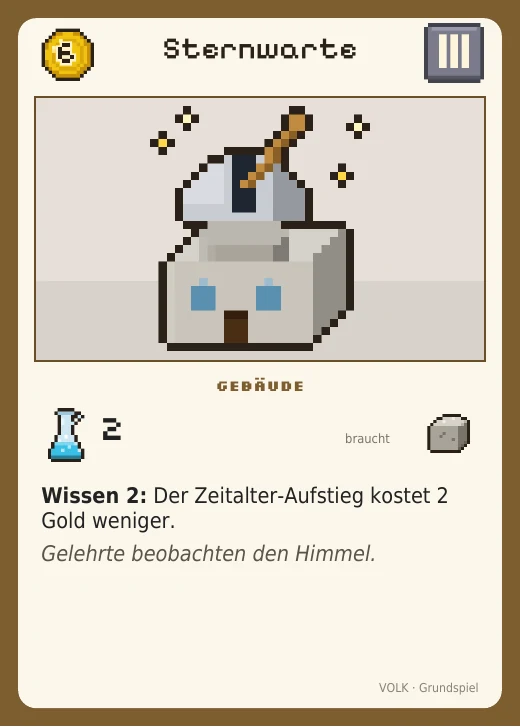 Sternwarte
III
GEBÄUDE
2
braucht
Wissen 2: Der Zeitalter-Aufstieg kostet 2
Gold weniger.
Gelehrte beobachten den Himmel.
VOLK · Grundspiel